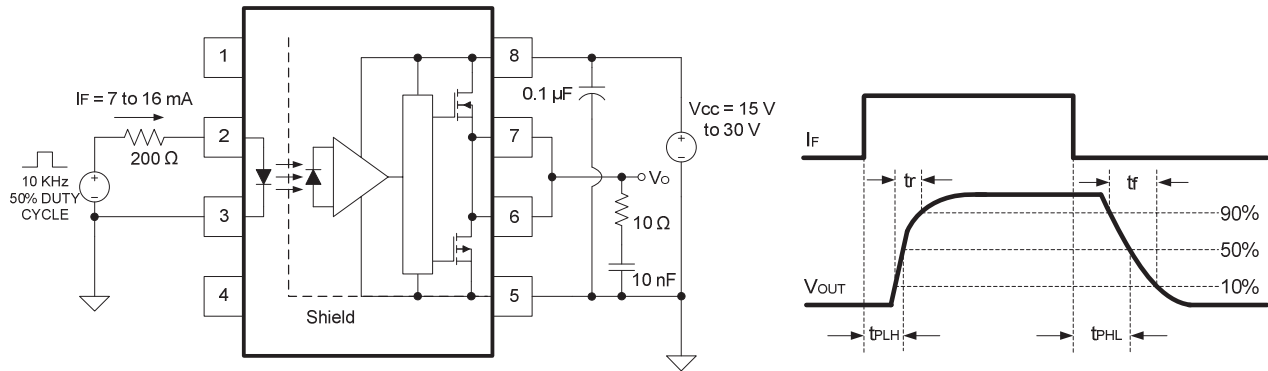 1
8
IF = 7 to 16 mA
0.1 µF
Vcc = 15 V
to 30 V
2
7
200 Ω
10 KHz
50% DUTY
CYCLE
Vo
3
6
10 Ω
10 nF
4
5
Shield
IF
tr
tf
90%
50%
10%
VOUT
tPLH
tPHL